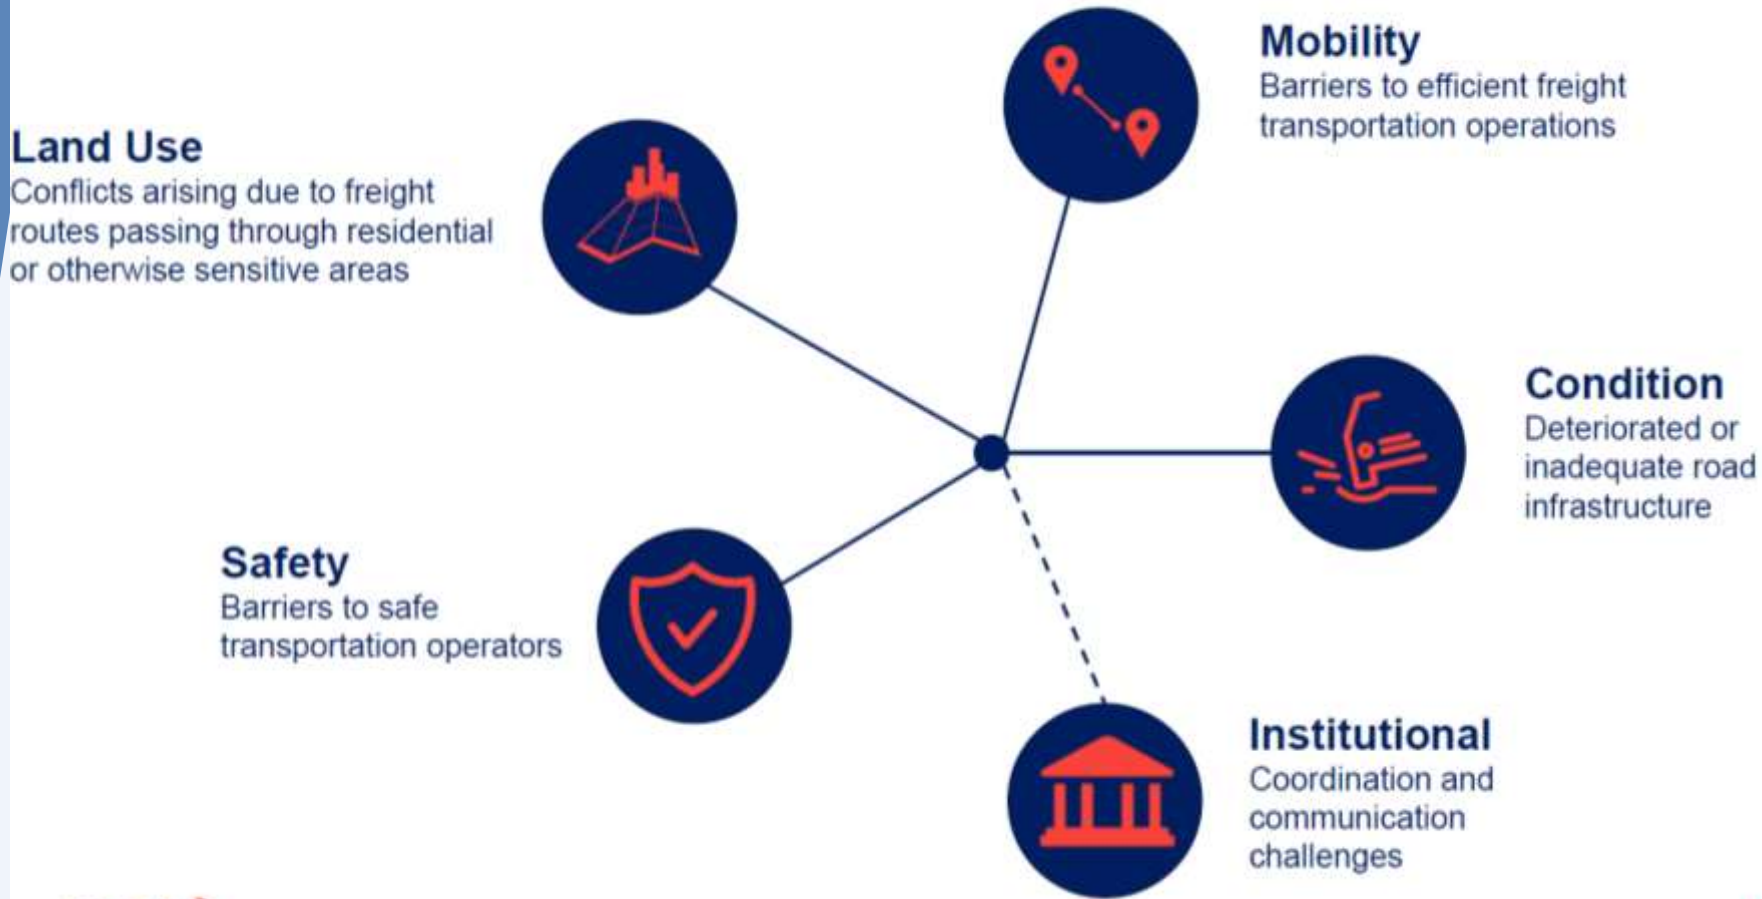 Mobility
Barriers to efficient freight
transportation operations
Land Use
Conflicts arising due to freight
routes passing through residential
or otherwise sensitive areas
Condition
Deteriorated or
inadequate road
infrastructure
Safety
Barriers to safe
transportation operators
Institutional
Coordination and
communication
challenges